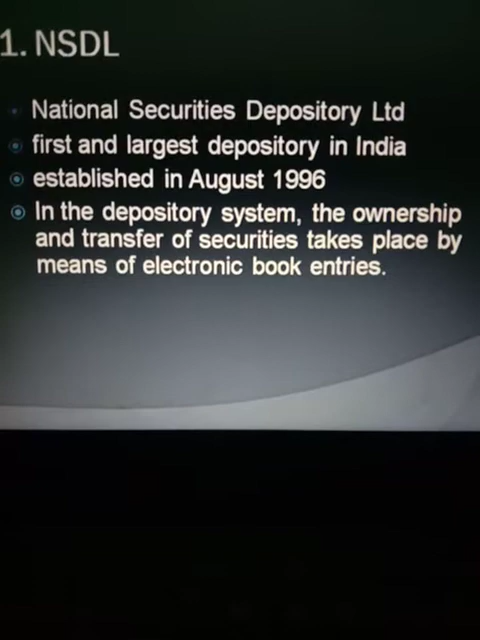 1. NSDL
National Securities Depository Ltd
first and largest depository in India
established in August 1996
In the depository system, the ownership
and transfer of securities takes place by
means of electronic book entries.